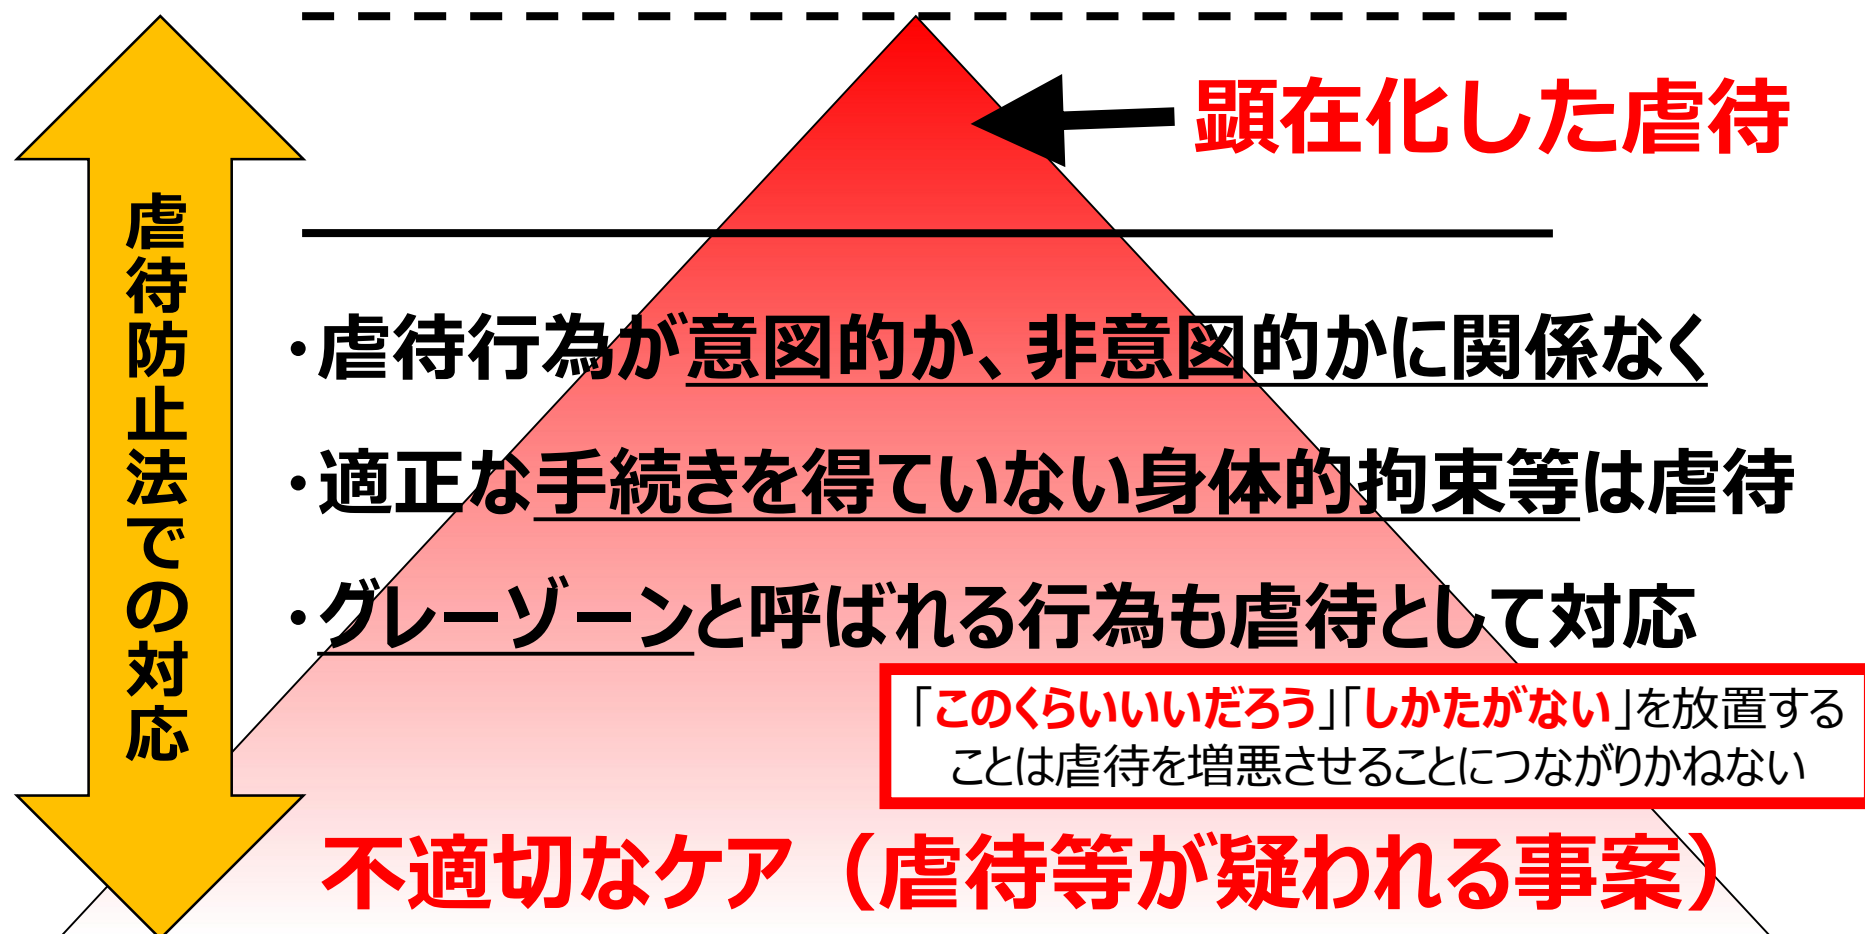 顕在化した虐待
虐待防止法での対応
・虐待行為が意図的か、非意図的かに関係なく
・適正な手続きを得ていない身体的拘束等は虐待
・グレーゾーンと呼ばれる行為も虐待として対応
「このくらいいいだろう」「しかたがない」を放置する
ことは虐待を増悪させることにつながりかねない
不適切なケア（虐待等が疑われる事案）